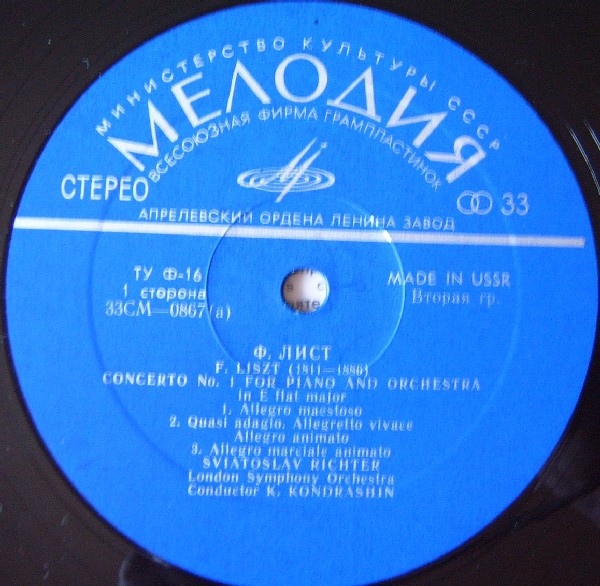 МИНИСТЕРСТВО КУЛЬТУРЫ СССР
МЕЛОДИЯ
ВСЕСОЮЗНАЯ ФИРМА ГРАМПЛАСТИНОК
СТЕРЕО
33
АПРЕЛЕВСКИЙ ОРДЕНА ЛЕНИНА ЗАВОД
ТУ Ф-16
MADE IN USSR
1 сторона
Вторая гр.
33СМ—0867(а)
Ф. ЛИСТ
F. LISZT (1811—1886)
CONCERTO No. 1 FOR PIANO AND ORCHESTRA
in E flat major
1. Allegro maestoso
2. Quasi adagio. Allegretto vivace
Allegro animato
3. Allegro marciale animato
SVIATOSLAV RICHTER
London Symphony Orchestra
Conductor K. KONDRASHIN